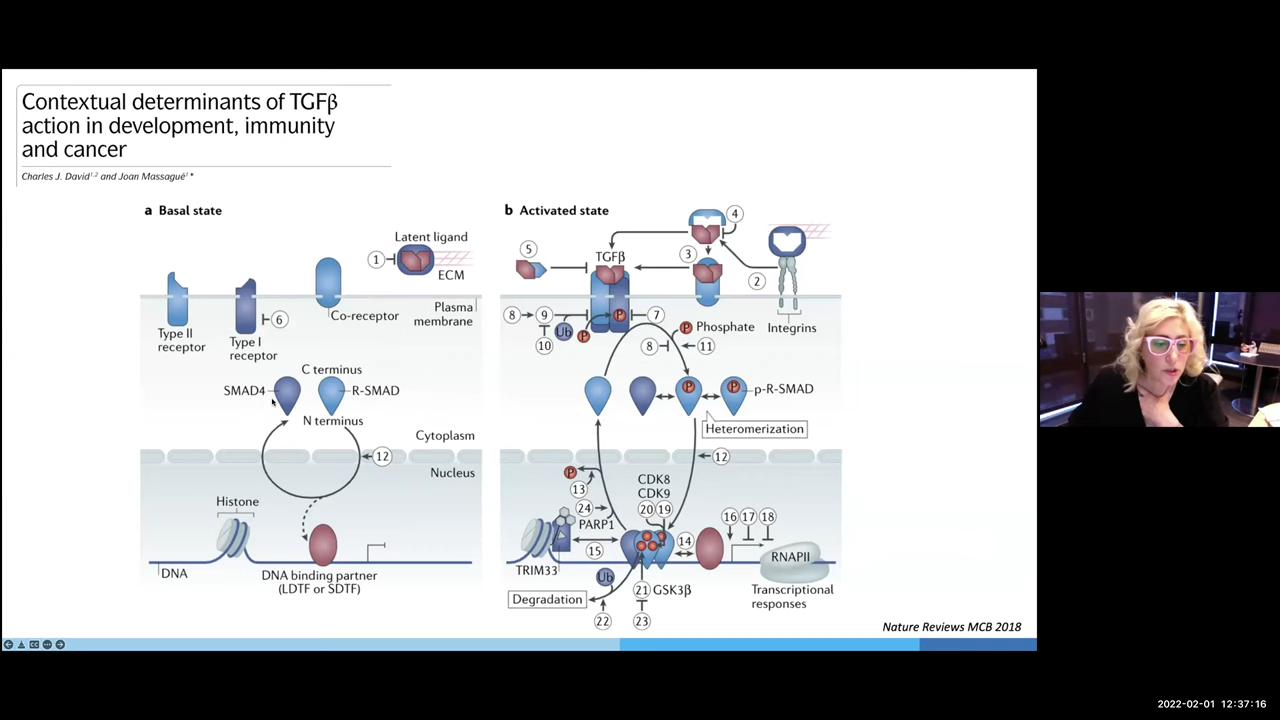 Contextual determinants of TGFβ
action in development, immunity
and cancer
Charles J. David1,2 and Joan Massagué1*
a Basal state
Latent ligand
1
ECM
Co-receptor
Plasma
membrane
Type II
receptor
6
Type I
receptor
C terminus
SMAD4
R-SMAD
N terminus
Cytoplasm
12
Nucleus
Histone
DNA
DNA binding partner
(LDTF or SDTF)
b Activated state
4
5
TGFβ
3
2
Integrins
8
9
7
P
Ub
P
10
P Phosphate
8
11
P
P
p-R-SMAD
Heteromerization
12
P
13
CDK8
CDK9
24
20
19
PARP1
16
17
18
15
14
RNAPII
TRIM33
Ub
Degradation
21
GSK3β
Transcriptional
responses
22
23
Nature Reviews MCB 2018
2022-02-01 12:37:16